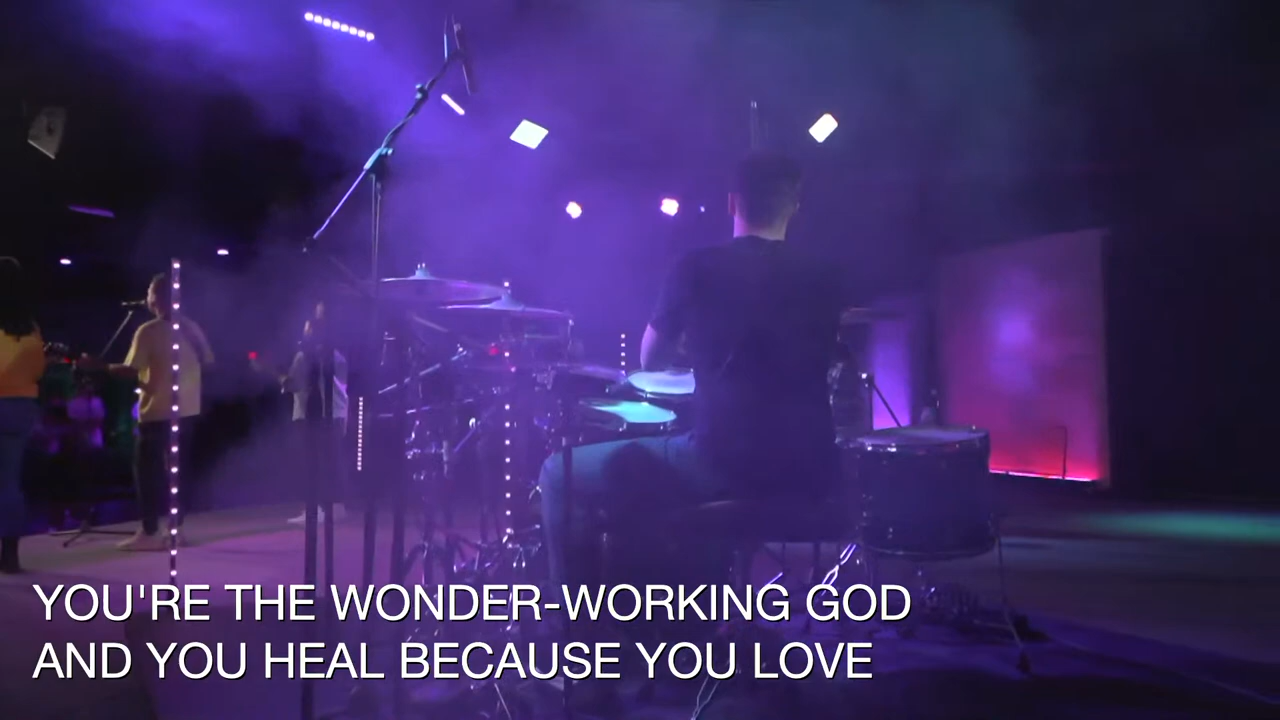 YOU'RE THE WONDER-WORKING GOD
AND YOU HEAL BECAUSE YOU LOVE